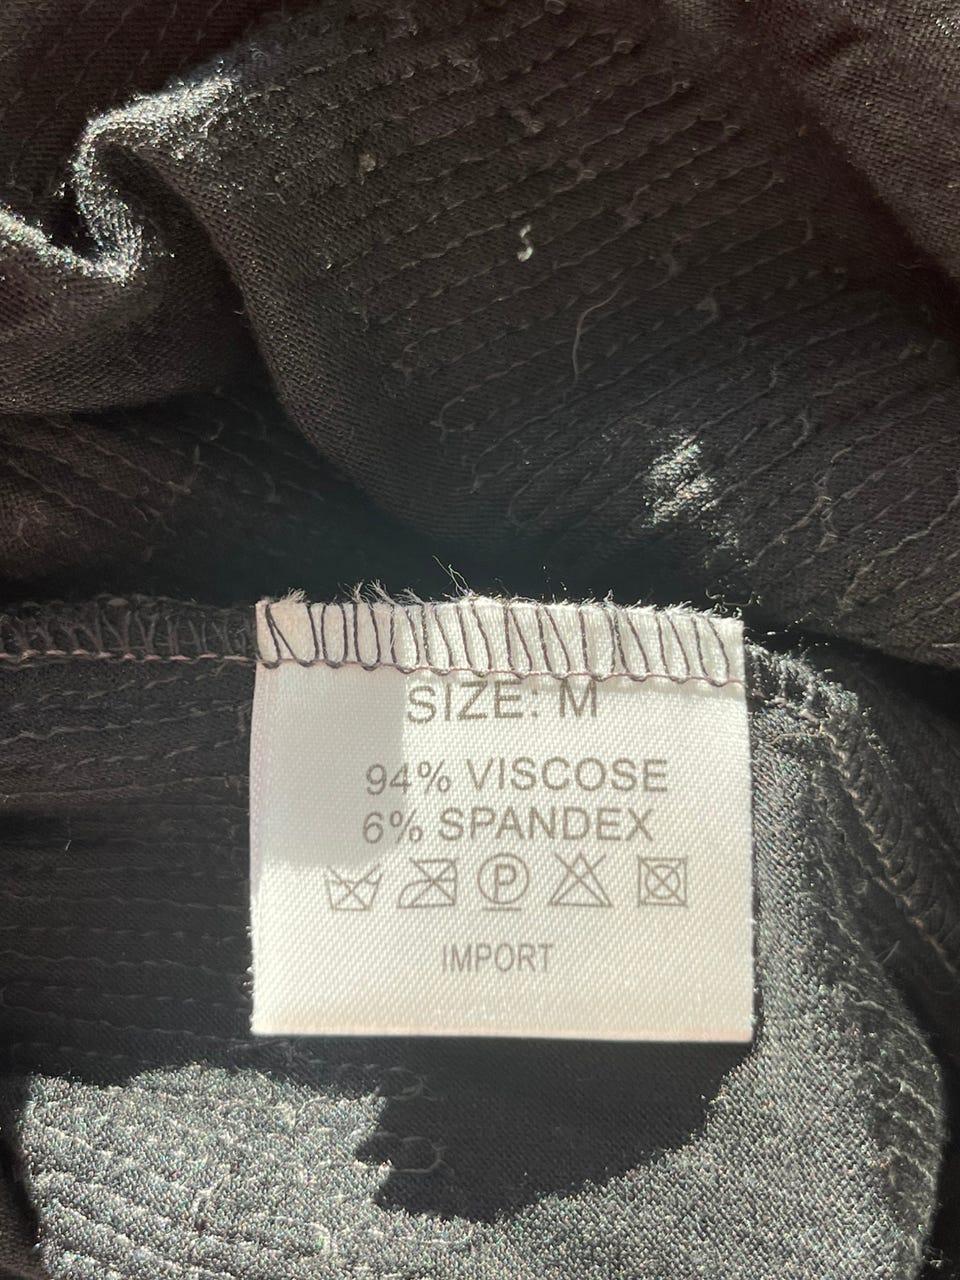 SIZE: M
94% VISCOSE
6% SPANDEX
P
IMPORT